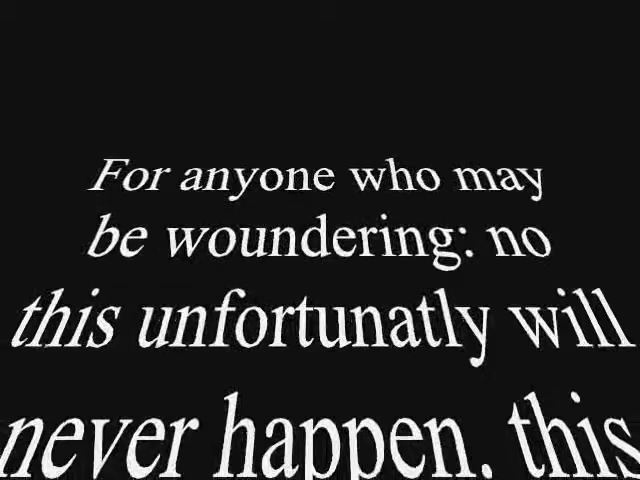 For anyone who may
be woundering: no
this unfortunatly will
never happen. this